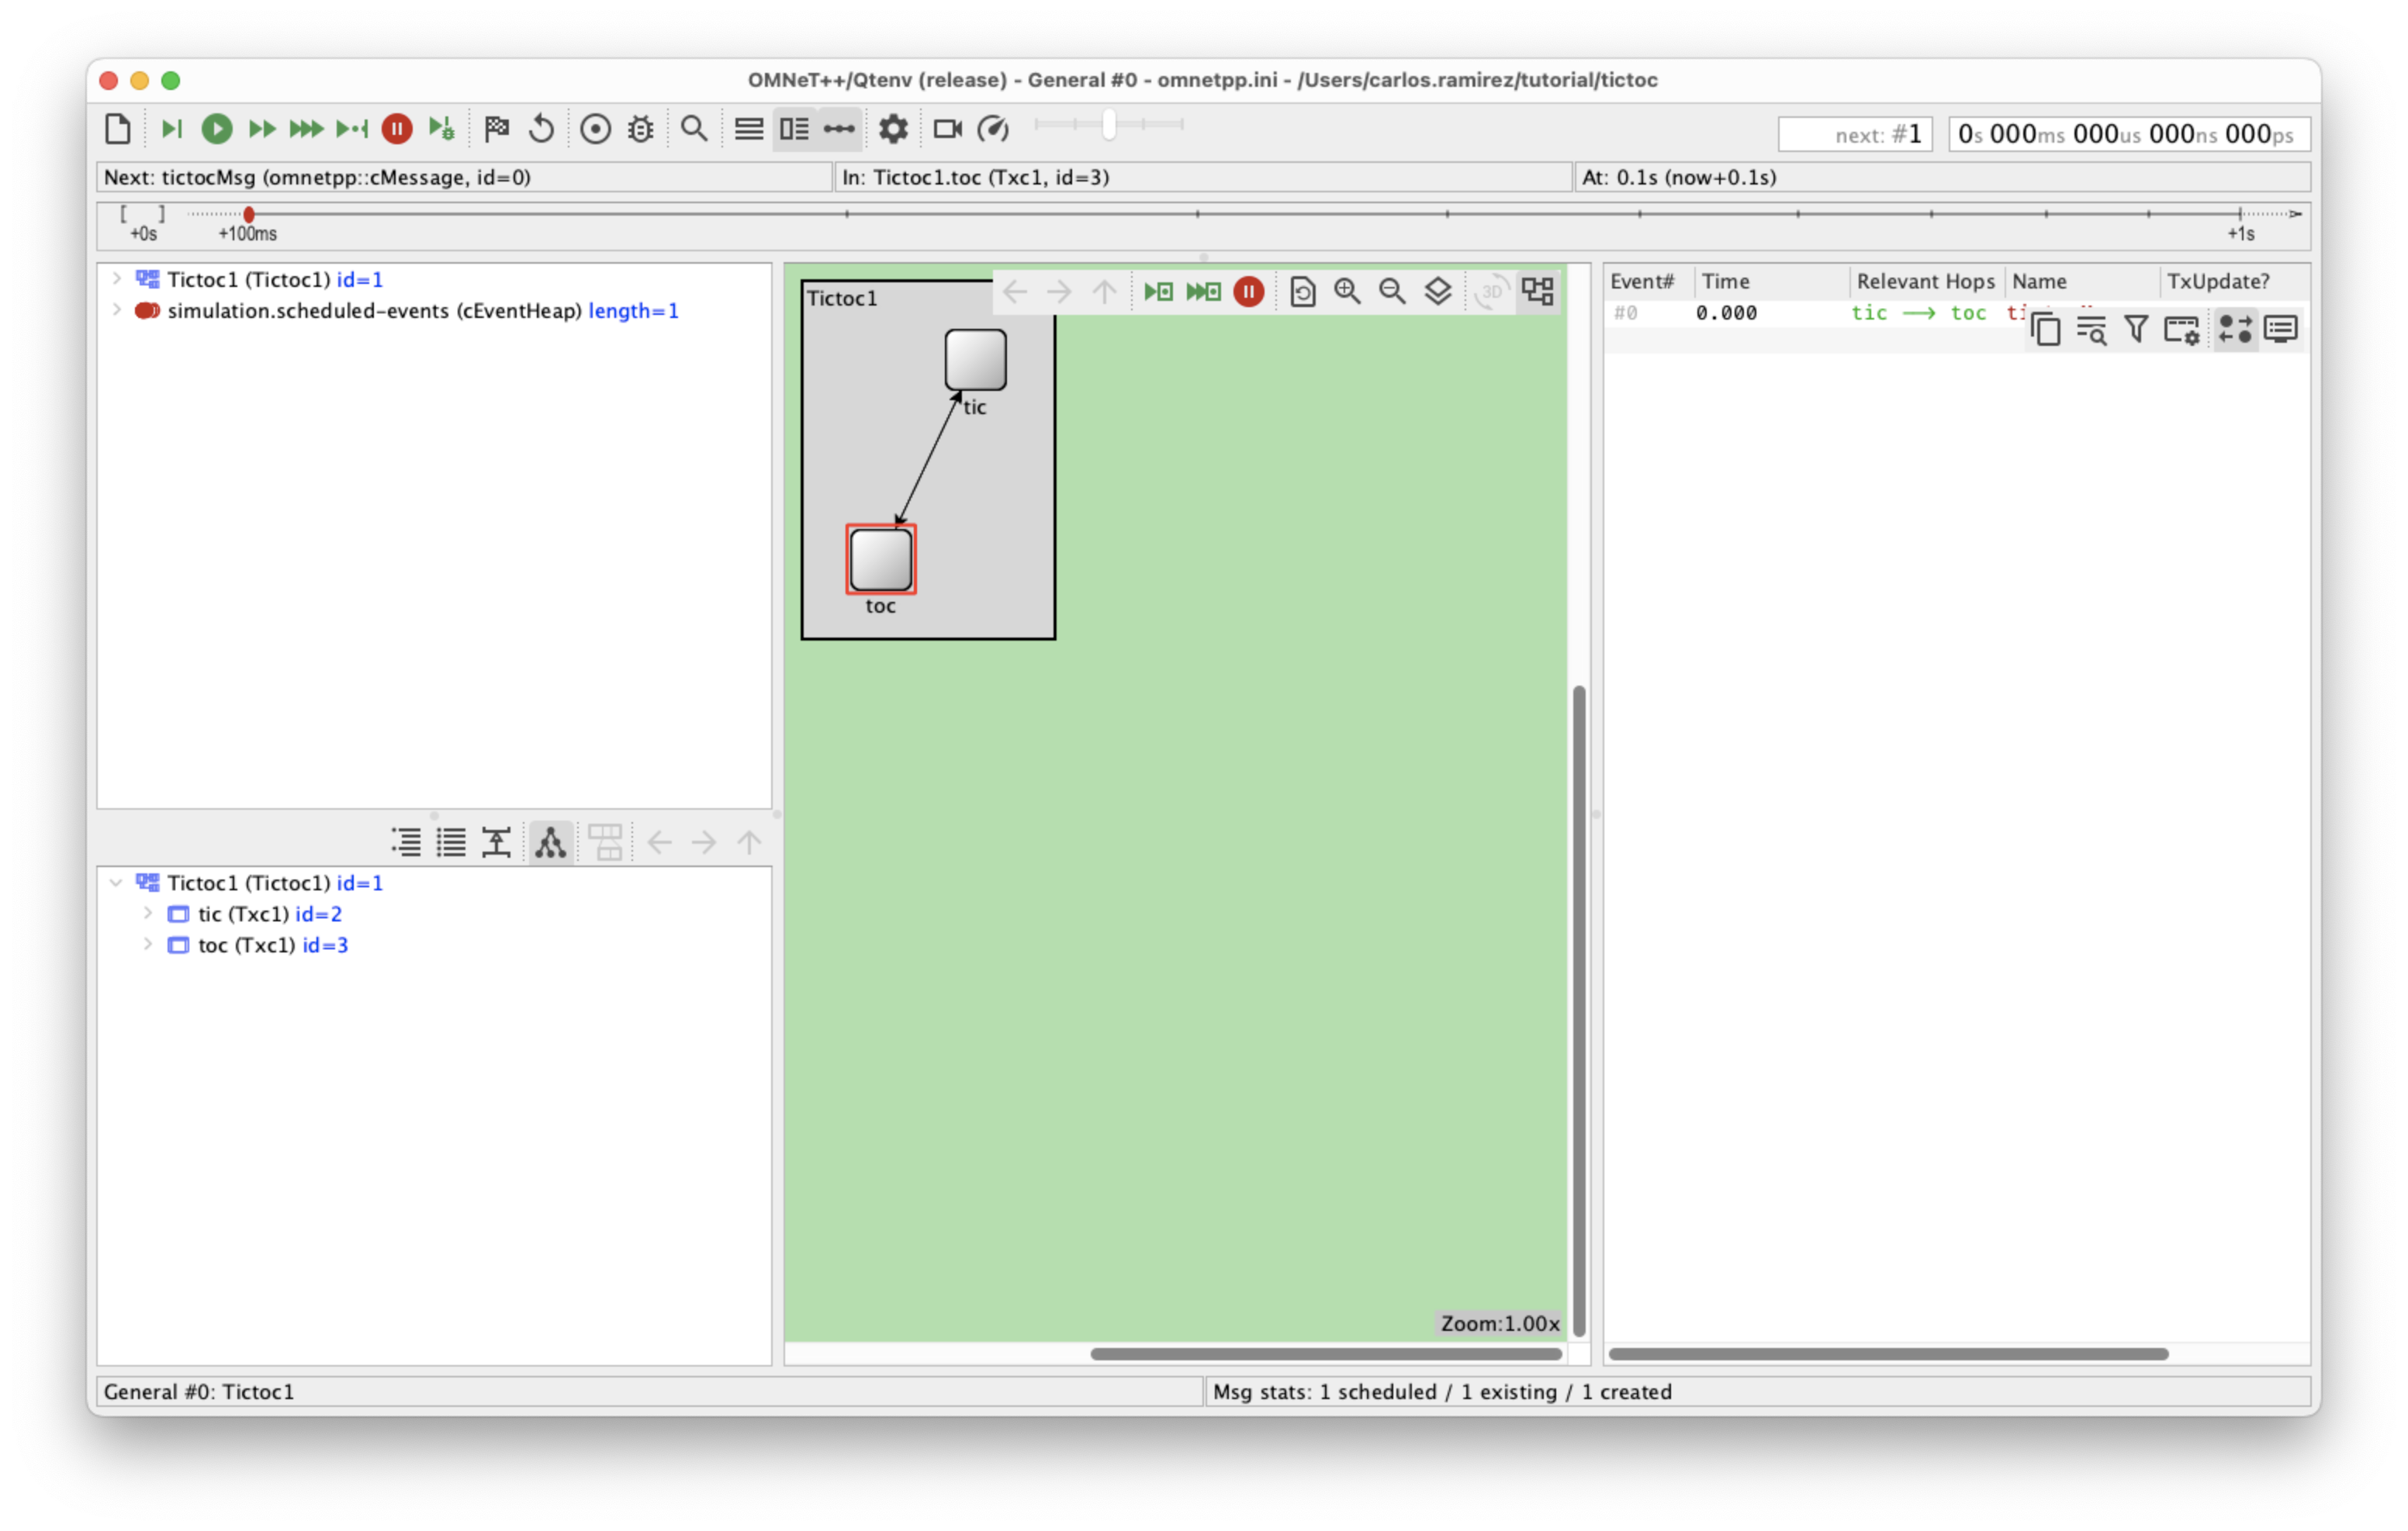 OMNeT++/Qtenv (release) - General #0 - omnetpp.ini - /Users/carlos.ramirez/tutorial/tictoc
next: #1 0s 000ms 000us 000ns 000ps
Next: tictocMsg (omnetpp::cMessage, id=0) In: Tictoc1.toc (Txc1, id=3) At: 0.1s (now+0.1s)
[ ]
+0s +100ms +1s
Tictoc1 (Tictoc1) id=1
simulation.scheduled-events (cEventHeap) length=1
Tictoc1 (Tictoc1) id=1
tic (Txc1) id=2
toc (Txc1) id=3
Tictoc1
3D
tic
toc
Zoom:1.00x
Event# Time Relevant Hops Name TxUpdate?
#0 0.000 tic → toc
General #0: Tictoc1 Msg stats: 1 scheduled / 1 existing / 1 created